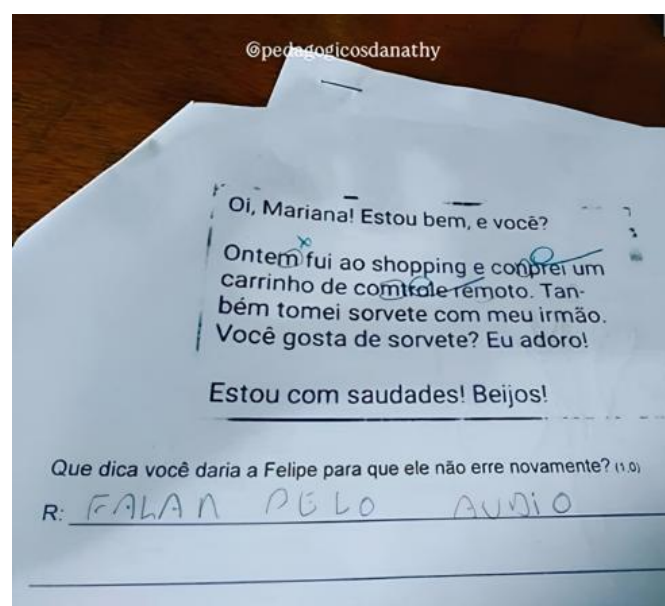 @pedagogicosdanathy
Oi, Mariana! Estou bem, e você?
Ontem fui ao shopping e conprei um
carrinho de comtrole remoto. Tan-
bém tomei sorvete com meu irmão.
Você gosta de sorvete? Eu adoro!
Estou com saudades! Beijos!
Que dica você daria a Felipe para que ele não erre novamente? (1,0)
R: FALAR PELO AUDIO